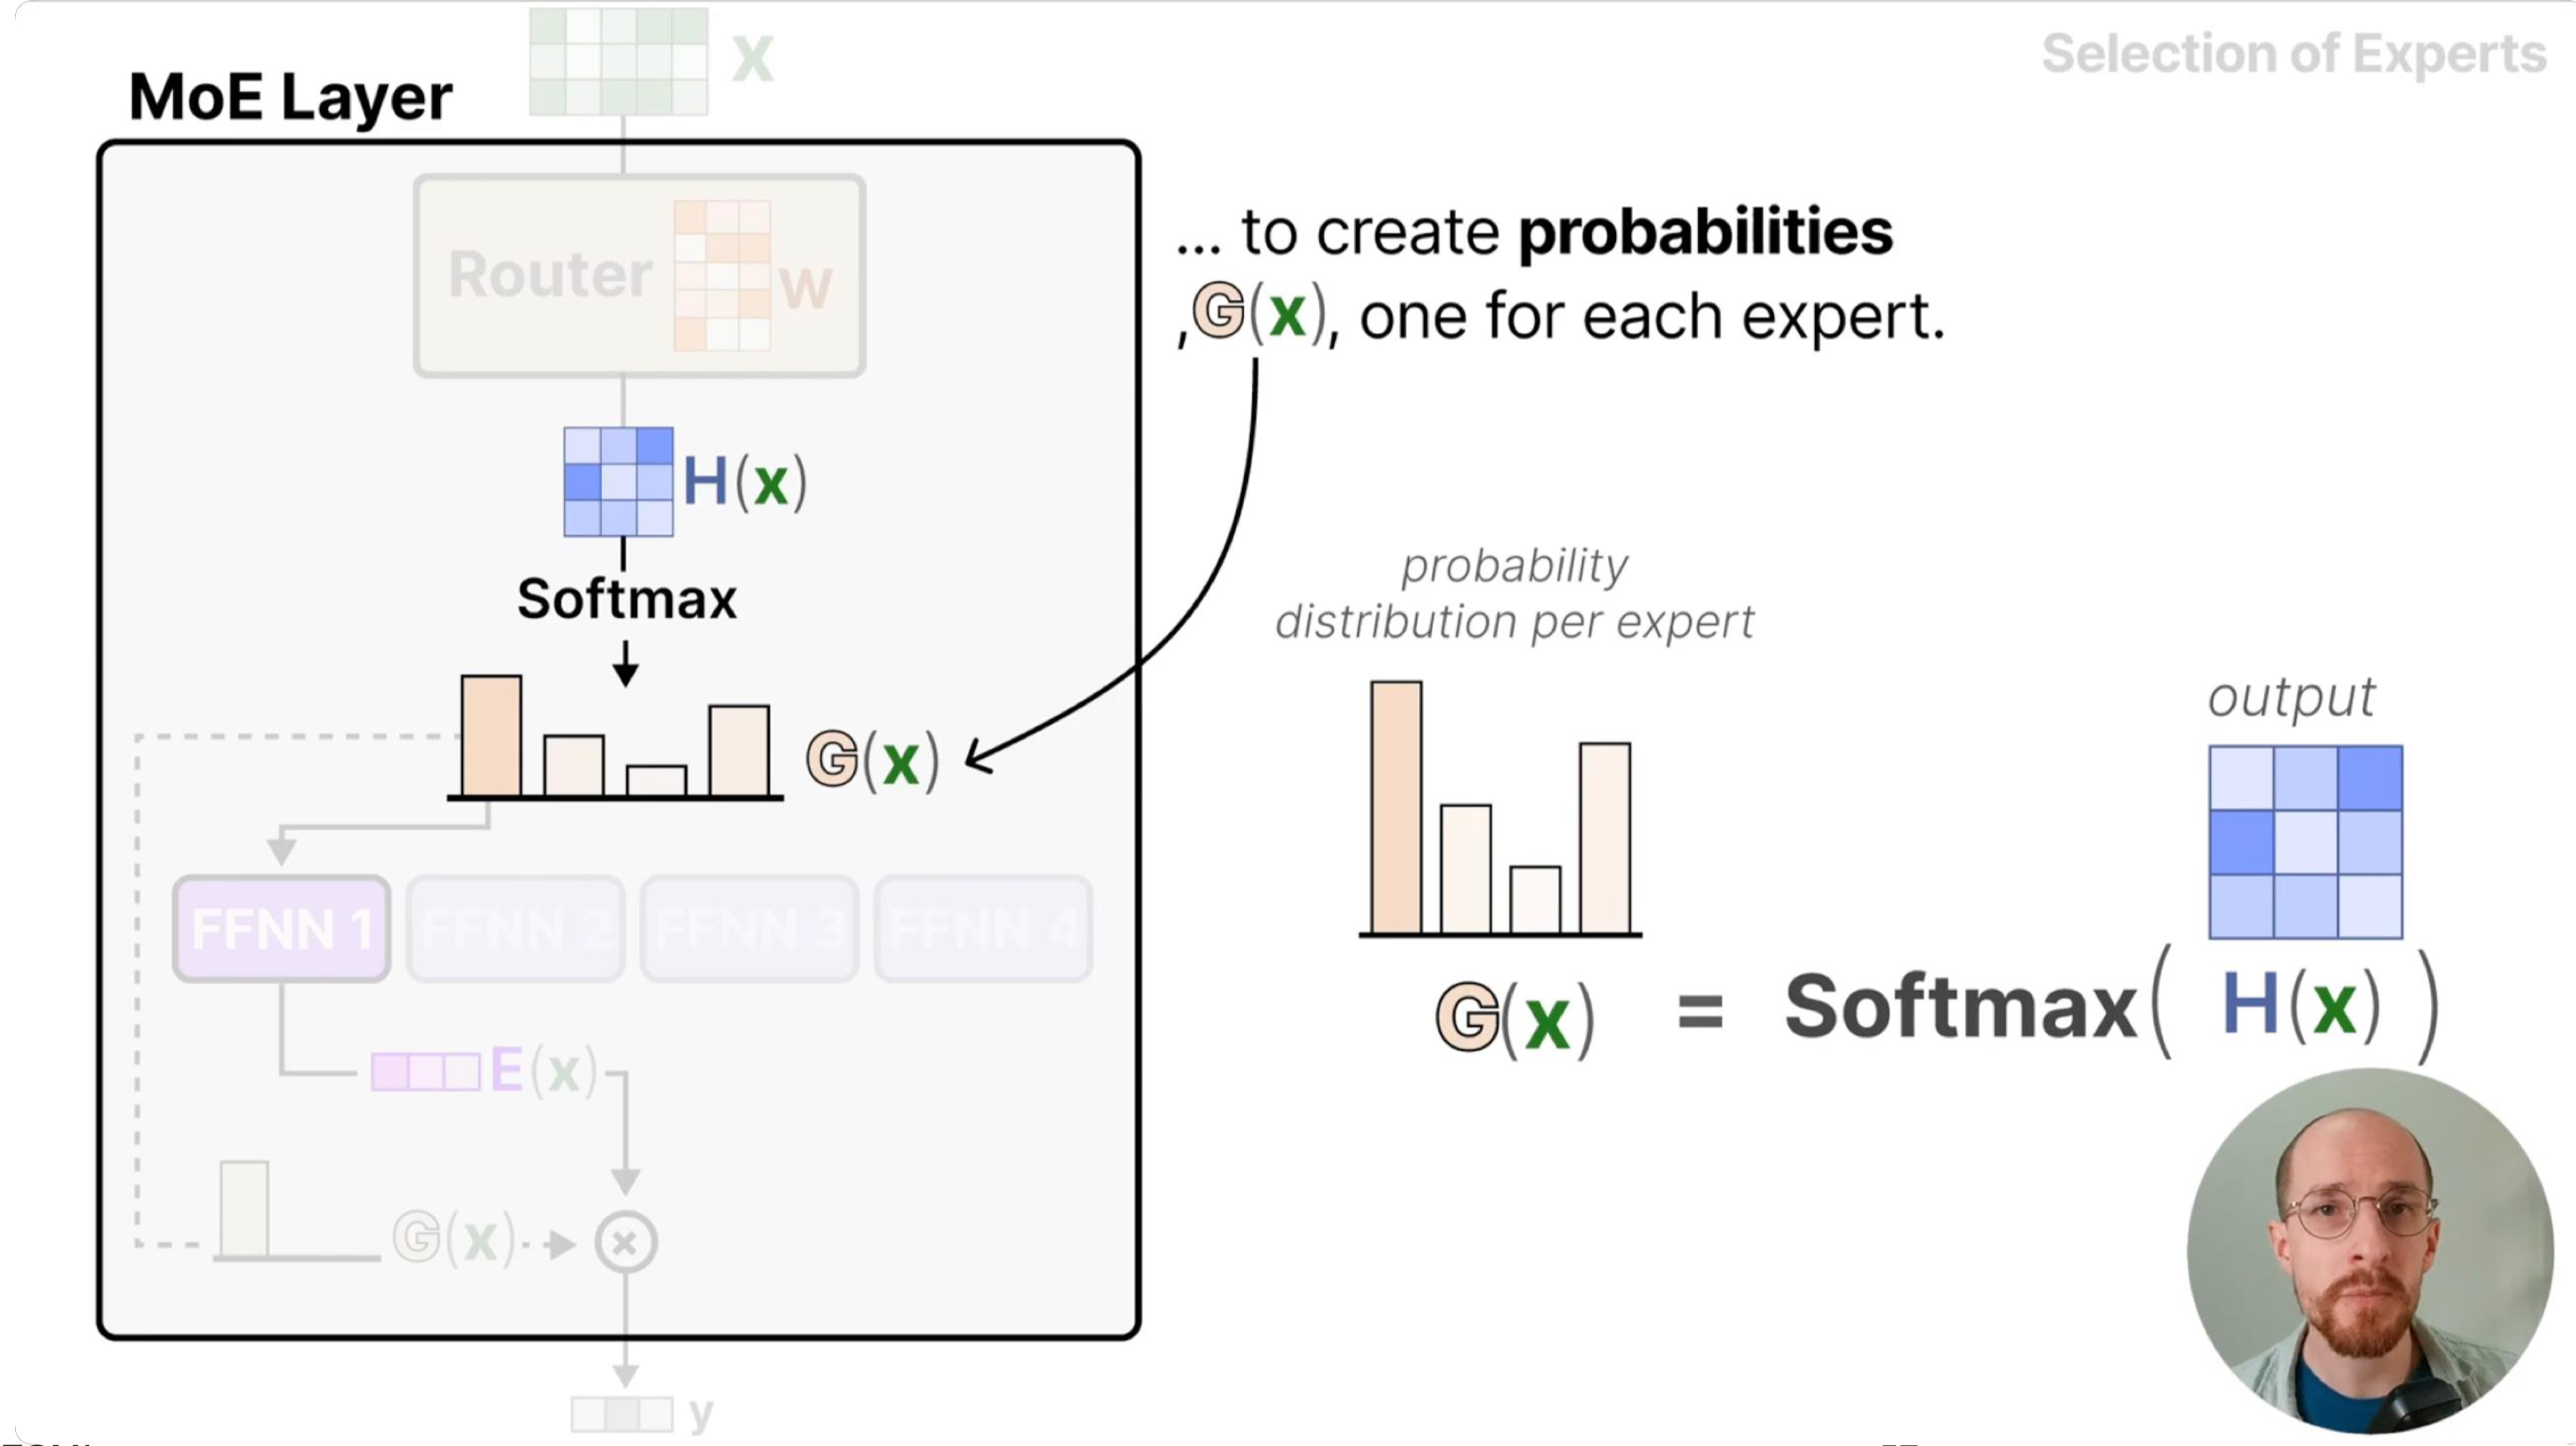 Selection of Experts
X
MoE Layer
Router W
... to create probabilities
,G(x), one for each expert.
H(x)
Softmax
G(x)
probability
distribution per expert
output
G(x) = Softmax( H(x) )
FFNN 1 FFNN 2 FFNN 3 FFNN 4
E(x)
G(x)
y